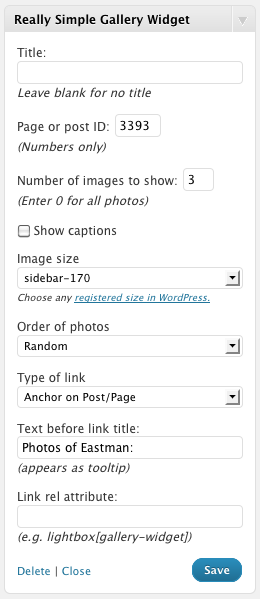 Really Simple Gallery Widget
Title:
Leave blank for no title
Page or post ID: 3393
(Numbers only)
Number of images to show: 3
(Enter 0 for all photos)
Show captions
Image size
sidebar-170
Choose any registered size in WordPress.
Order of photos
Random
Type of link
Anchor on Post/Page
Text before link title:
Photos of Eastman:
(appears as tooltip)
Link rel attribute:
(e.g. lightbox[gallery-widget])
Delete | Close Save